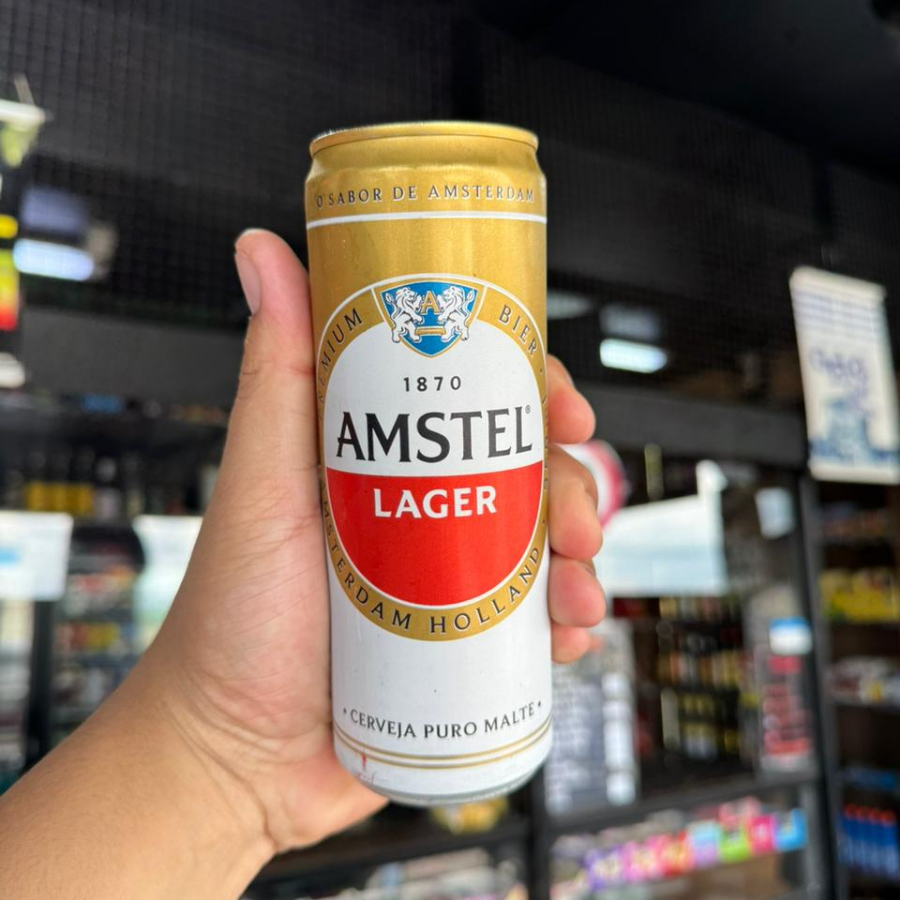 O SABOR DE AMSTERDAM
PREMIUM BIER
A
1870
AMSTEL®
LAGER
AMSTERDAM HOLLAND
• CERVEJA PURO MALTE •